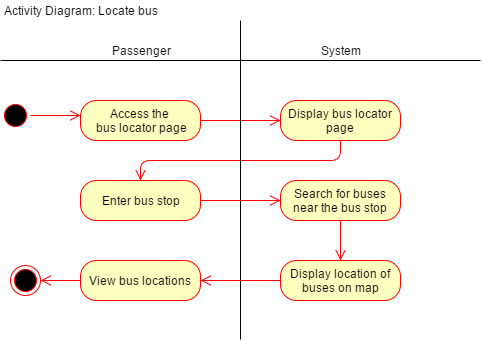 Activity Diagram: Locate bus
Passenger
System
Access the
bus locator page
Display bus locator
page
Enter bus stop
Search for buses
near the bus stop
View bus locations
Display location of
buses on map